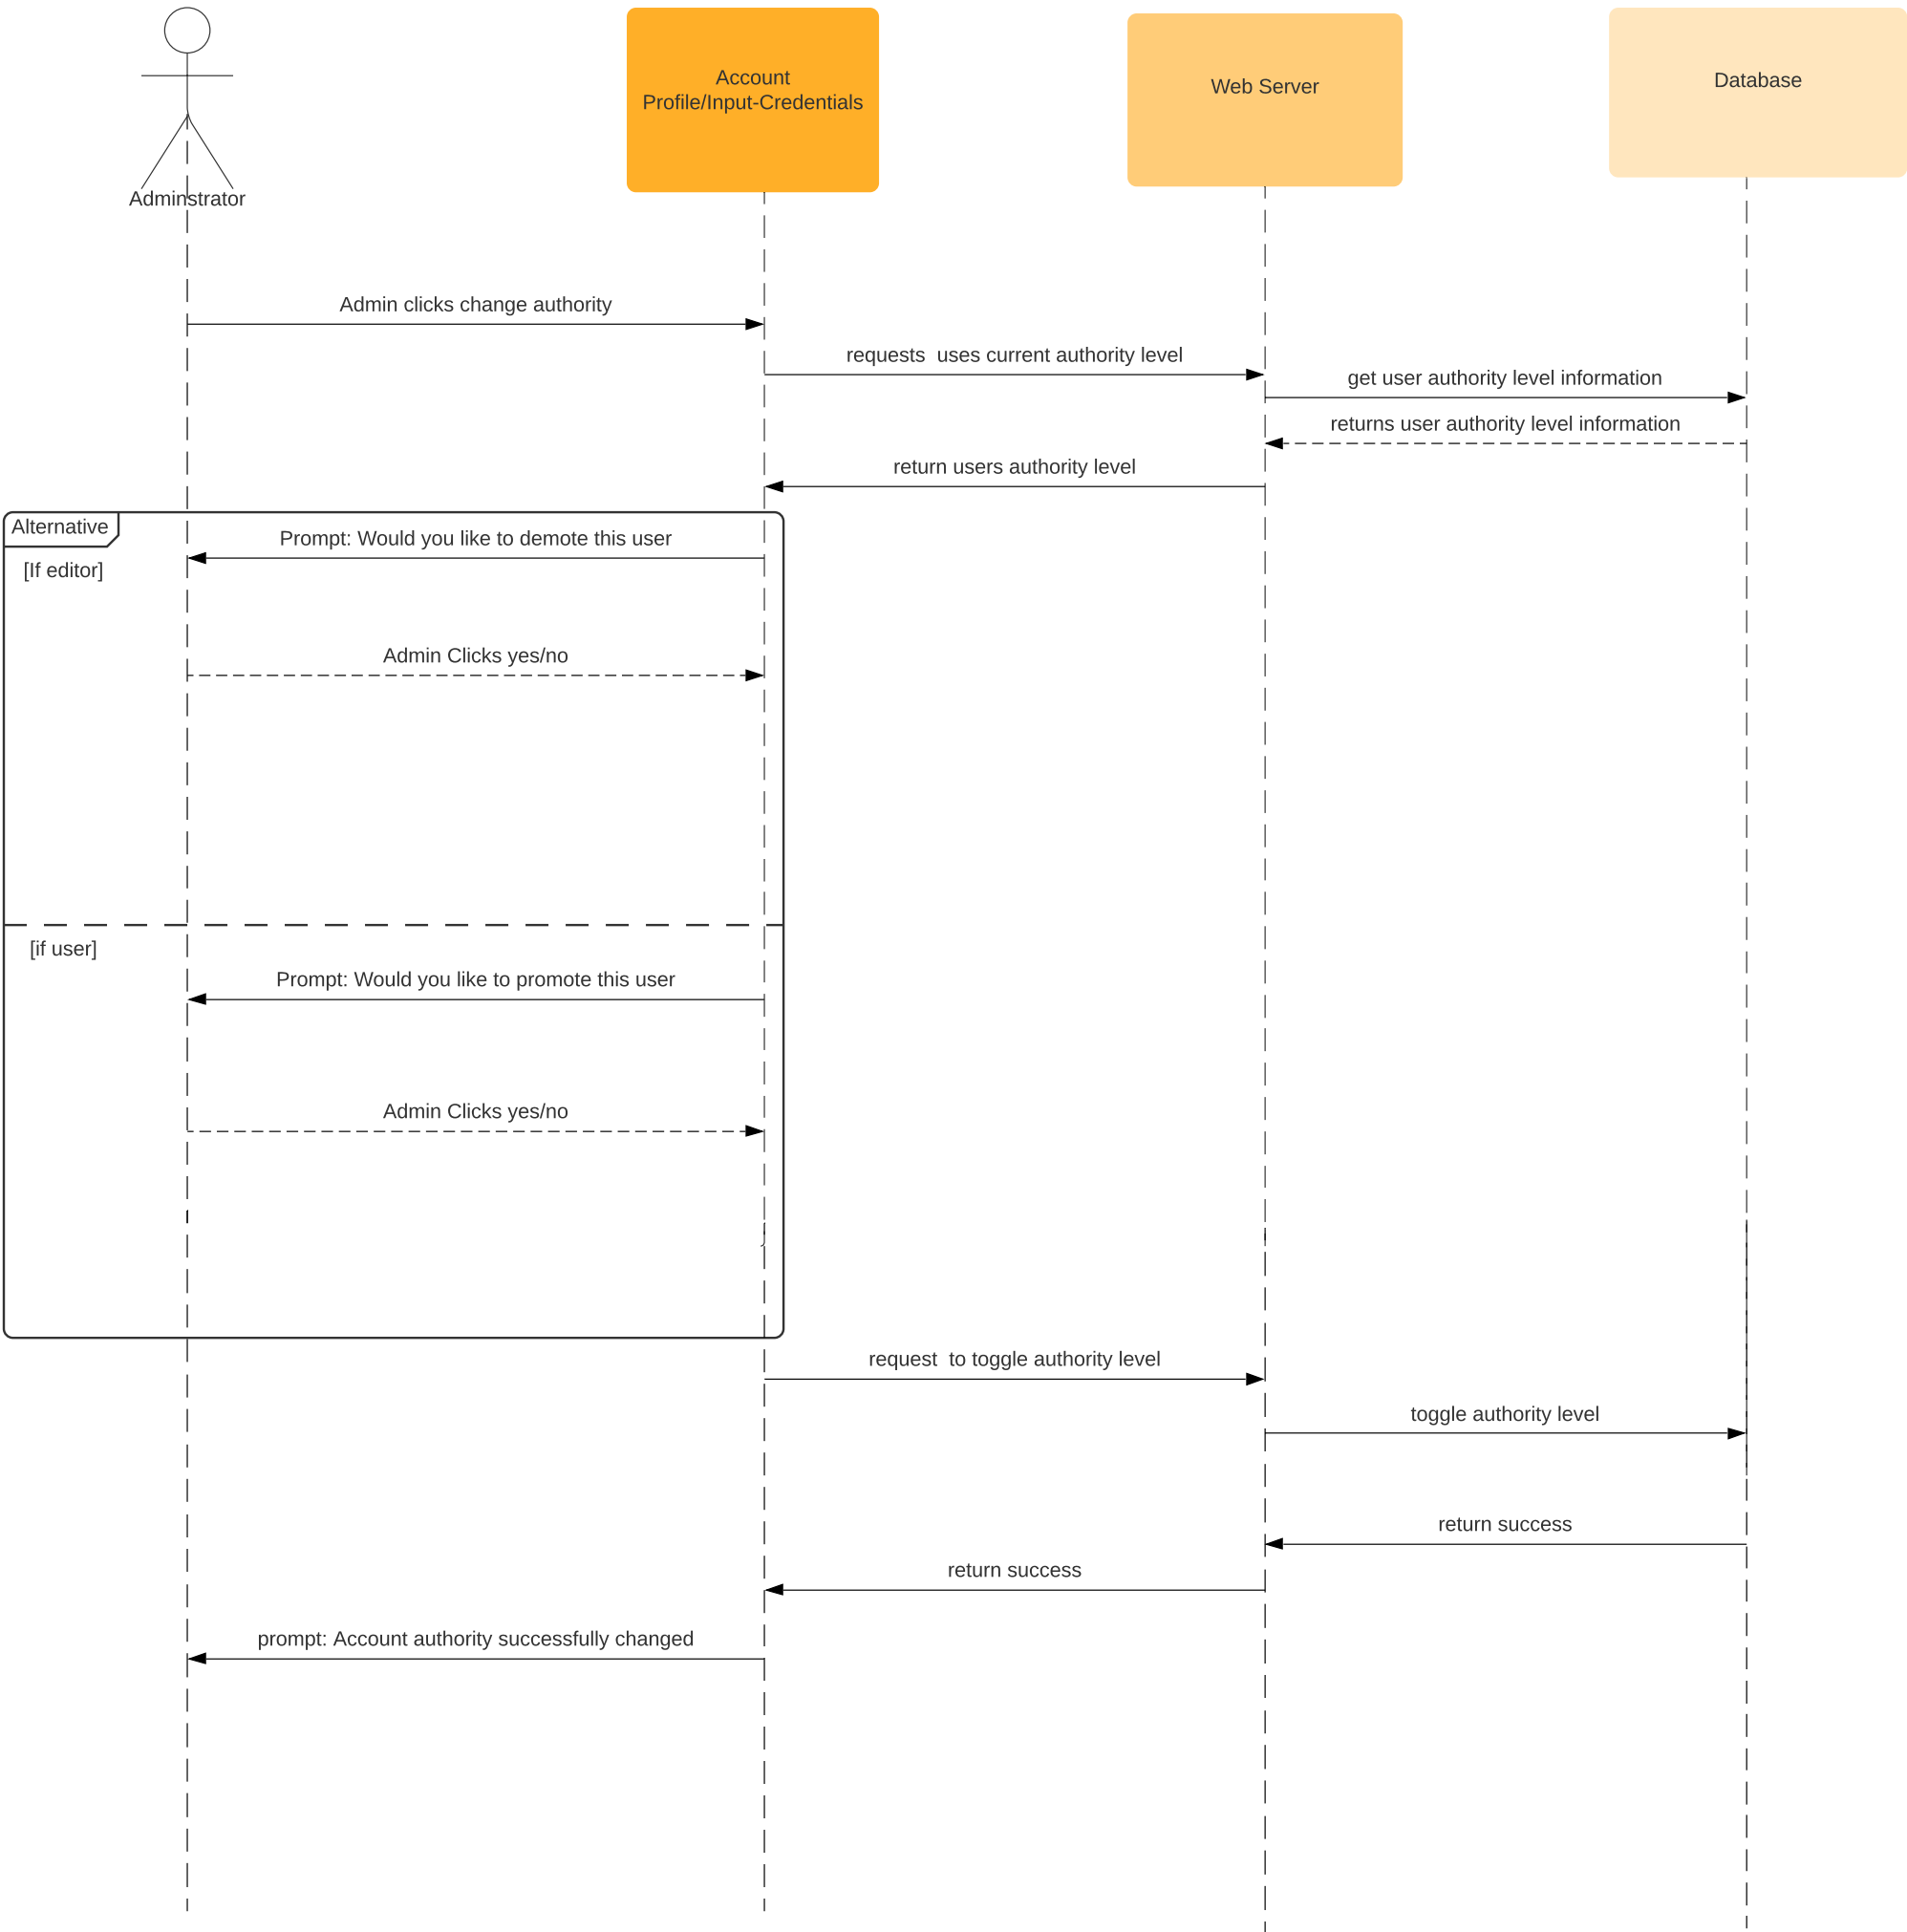 Account
Profile/Input-Credentials
Web Server
Database
Adminstrator
Admin clicks change authority
requests  uses current authority level
get user authority level information
returns user authority level information
return users authority level
Alternative
Prompt: Would you like to demote this user
[If editor]
Admin Clicks yes/no
[if user]
Prompt: Would you like to promote this user
Admin Clicks yes/no
request  to toggle authority level
toggle authority level
return success
return success
prompt: Account authority successfully changed